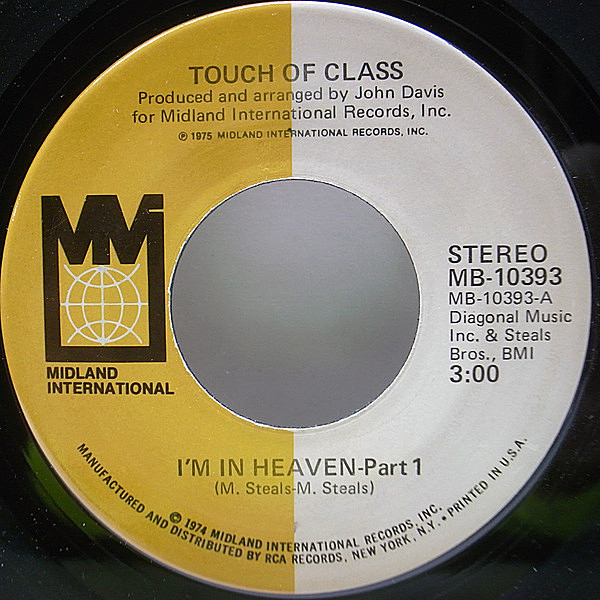 TOUCH OF CLASS
Produced and arranged by John Davis
for Midland International Records, Inc.
℗ 1975 MIDLAND INTERNATIONAL RECORDS, INC.
MIDLAND
INTERNATIONAL
STEREO
MB-10393
MB-10393-A
Diagonal Music
Inc. & Steals
Bros., BMI
3:00
I'M IN HEAVEN-Part 1
(M. Steals-M. Steals)
© 1974 MIDLAND INTERNATIONAL RECORDS, INC.
MANUFACTURED AND DISTRIBUTED BY RCA RECORDS, NEW YORK, N.Y. • PRINTED IN U.S.A.